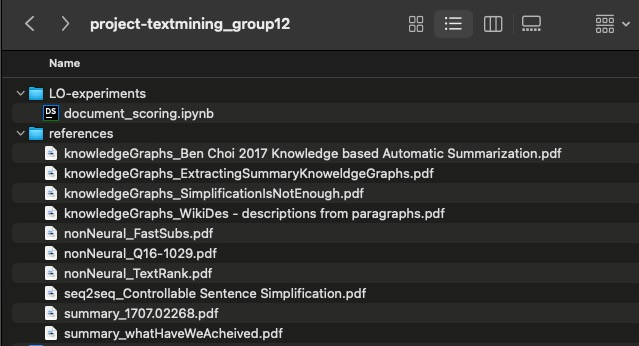 project-textmining_group12
Name
LO-experiments
DS document_scoring.ipynb
references
knowledgeGraphs_Ben Choi 2017 Knowledge based Automatic Summarization.pdf
knowledgeGraphs_ExtractingSummaryKnoweldgeGraphs.pdf
knowledgeGraphs_SimplificationIsNotEnough.pdf
knowledgeGraphs_WikiDes - descriptions from paragraphs.pdf
nonNeural_FastSubs.pdf
nonNeural_Q16-1029.pdf
nonNeural_TextRank.pdf
seq2seq_Controllable Sentence Simplification.pdf
summary_1707.02268.pdf
summary_whatHaveWeAcheived.pdf